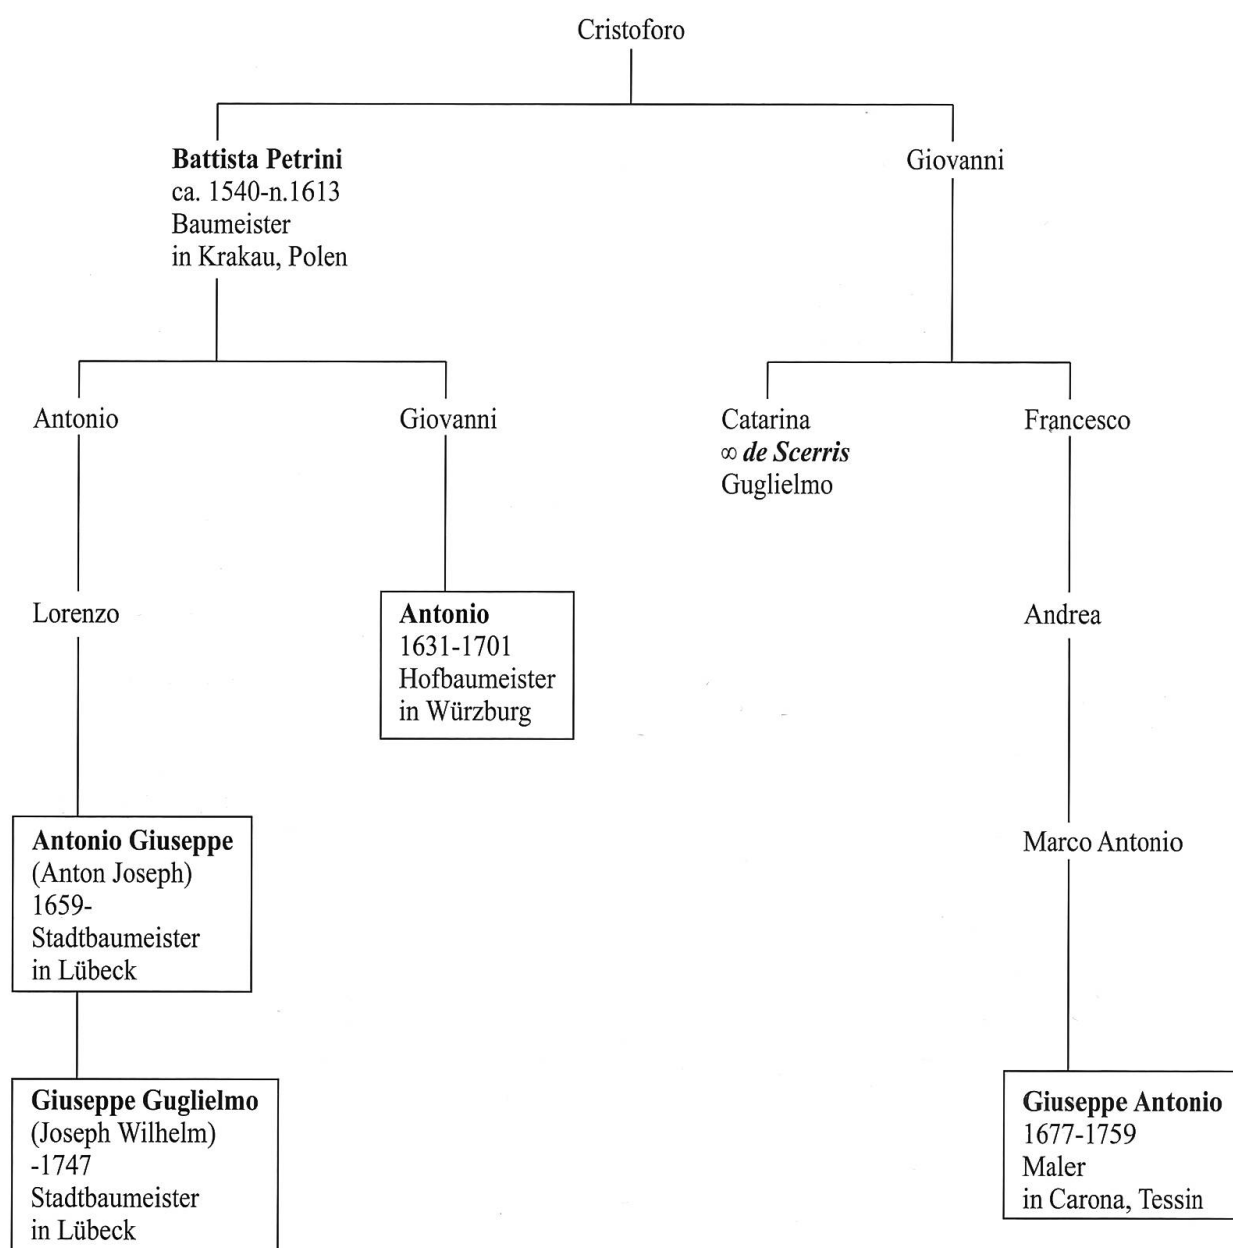 Cristoforo
Battista Petrini
ca. 1540-n.1613
Baumeister
in Krakau, Polen
Giovanni
Antonio
Giovanni
Catarina
∞ de Scerris
Guglielmo
Francesco
Lorenzo
Antonio
1631-1701
Hofbaumeister
in Würzburg
Andrea
Antonio Giuseppe
(Anton Joseph)
1659-
Stadtbaumeister
in Lübeck
Marco Antonio
Giuseppe Guglielmo
(Joseph Wilhelm)
-1747
Stadtbaumeister
in Lübeck
Giuseppe Antonio
1677-1759
Maler
in Carona, Tessin